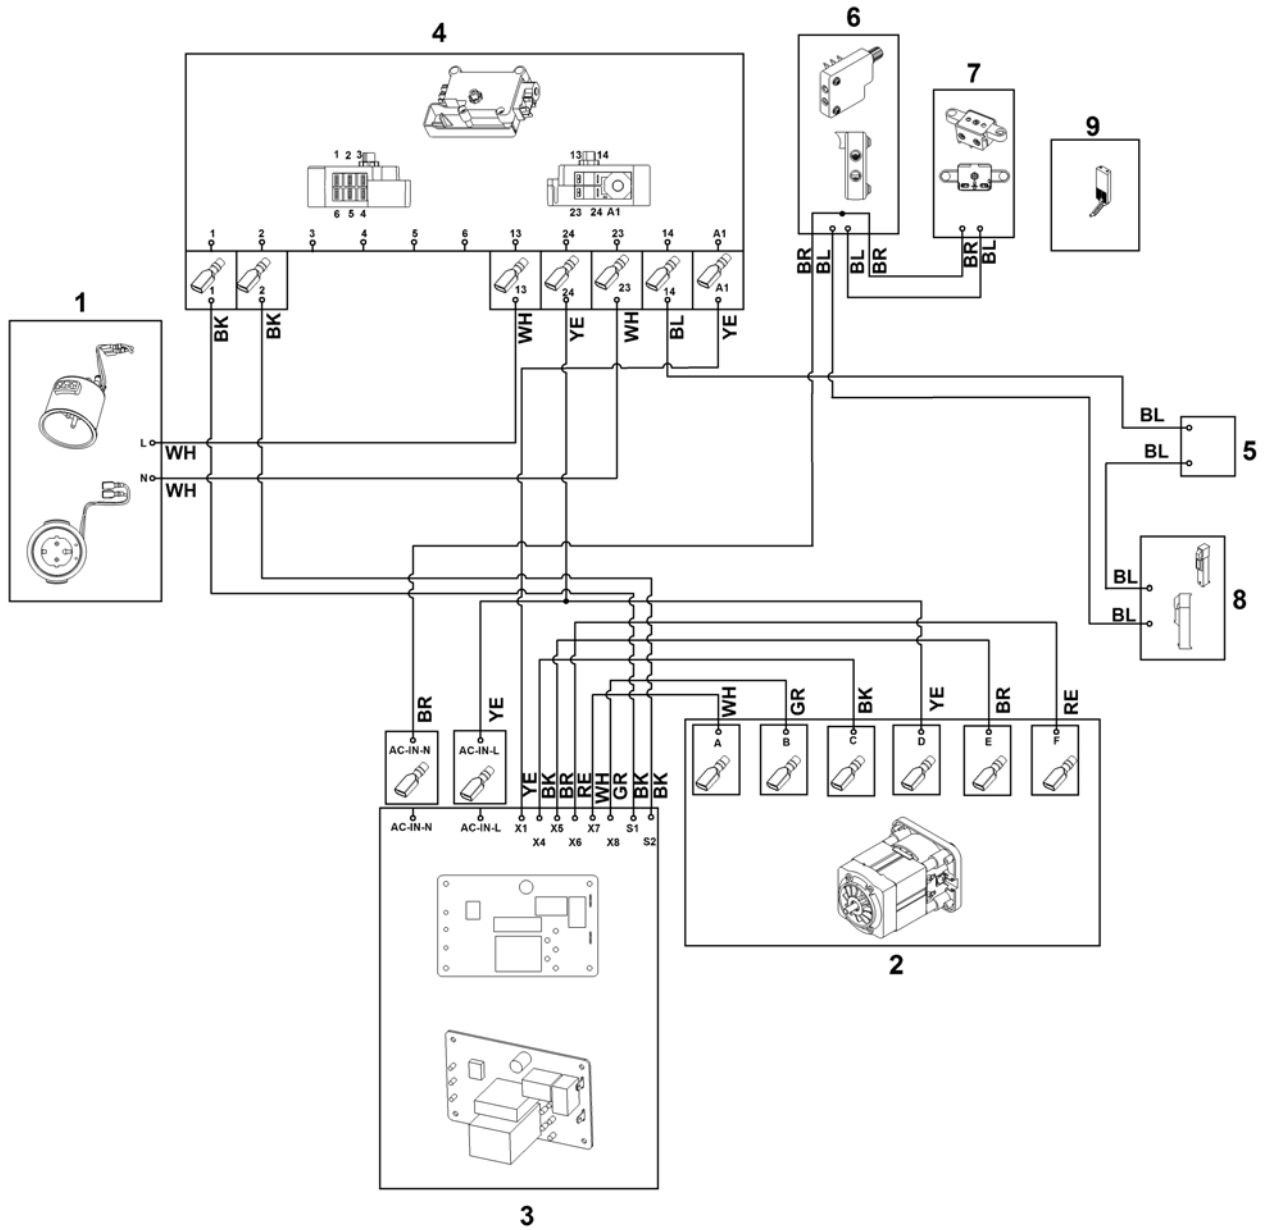 4
6
7
9
1 2 3
6 5 4
13 14
23 24 A1
1 2 3 4 5 6 13 24 23 14 A1
1 2 13 24 23 14 A1
BR BL BL BR
BR BL
BK BK WH YE WH BL YE
1
L WH
N WH
BL
BL
5
BL
BL
8
BR YE
YE BK BR RE WH GR BK BK
WH GR BK YE BR RE
AC-IN-N AC-IN-L
A B C D E F
AC-IN-N AC-IN-L X1 X5 X7 S1
X4 X6 X8 S2
2
3